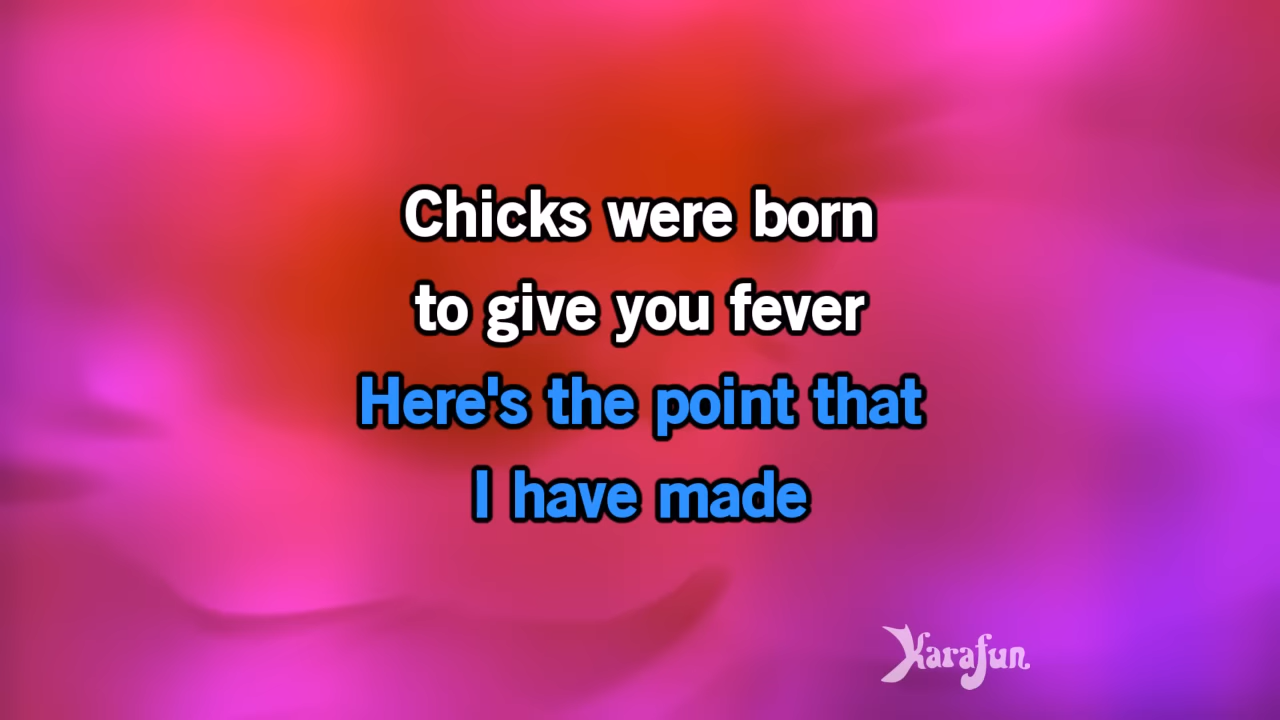 Chicks were born
to give you fever
Here's the point that
I have made
Karafun